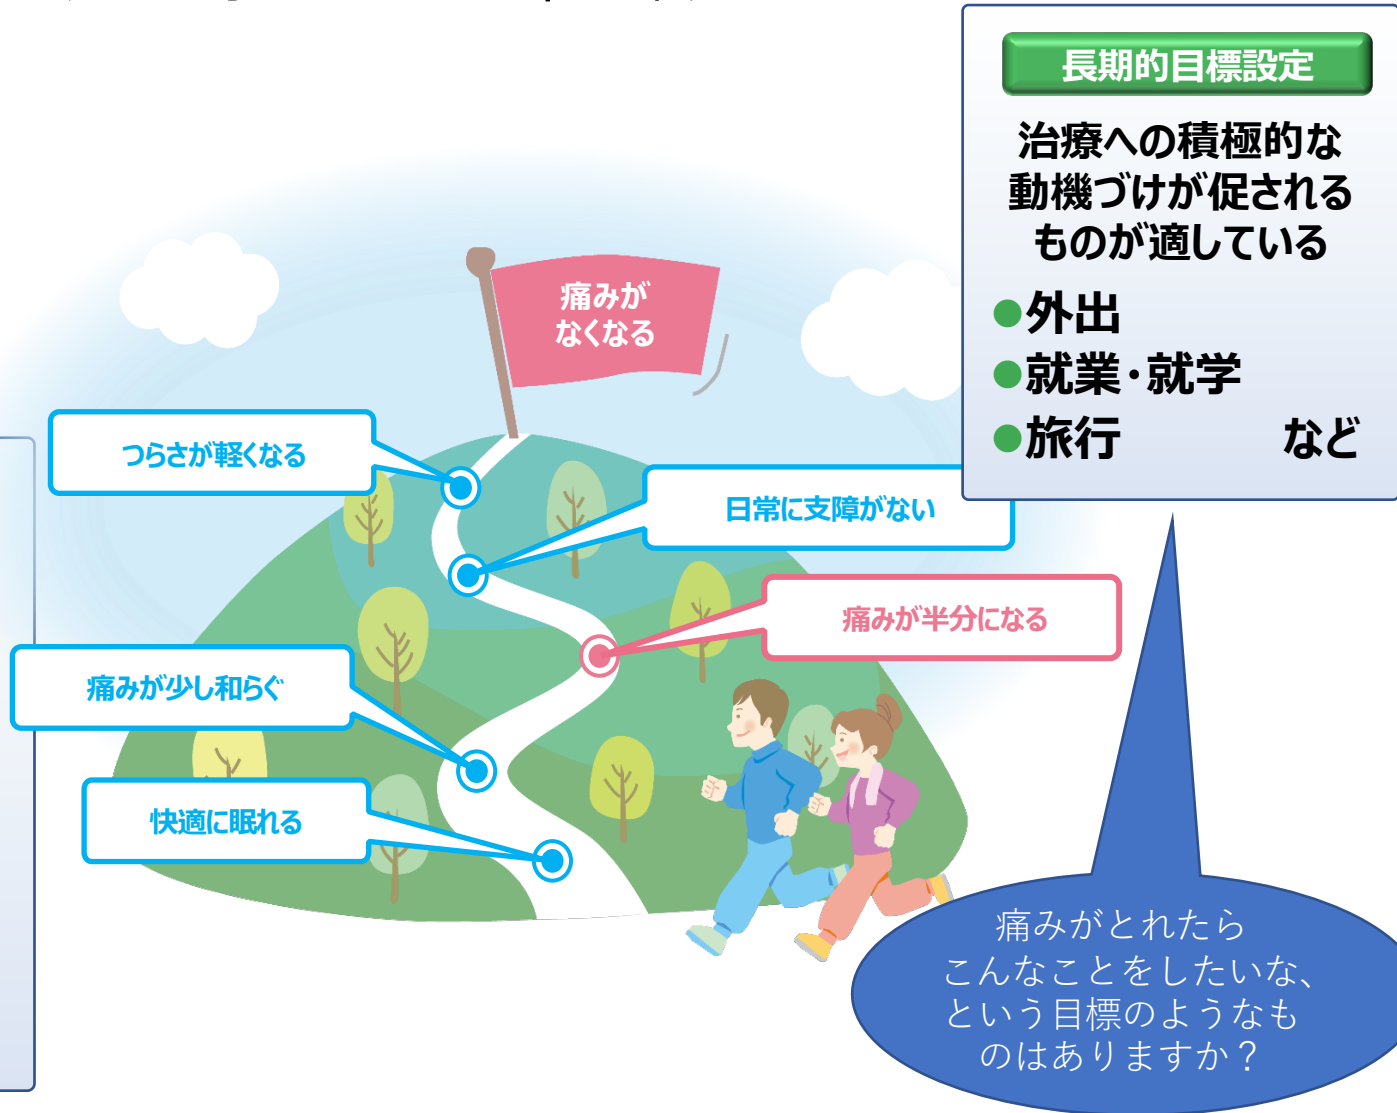 長期的目標設定
治療への積極的な
動機づけが促される
ものが適している
●外出
●就業・就学
●旅行 など
痛みが
なくなる
つらさが軽くなる
日常に支障がない
痛みが半分になる
痛みが少し和らぐ
快適に眠れる
痛みがとれたら
こんなことをしたいな、
という目標のようなも
のはありますか？